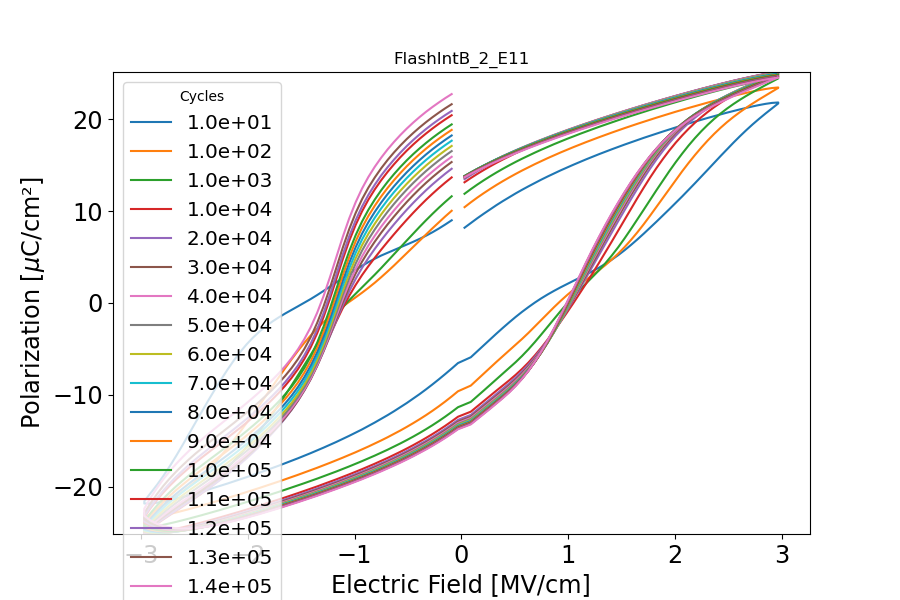 FlashIntB_2_E11
Cycles
1.0e+01
1.0e+02
1.0e+03
1.0e+04
2.0e+04
3.0e+04
4.0e+04
5.0e+04
6.0e+04
7.0e+04
8.0e+04
9.0e+04
1.0e+05
1.1e+05
1.2e+05
1.3e+05
1.4e+05
20
10
0
−10
−20
Polarization [μC/cm²]
−3 −2 −1 0 1 2 3
Electric Field [MV/cm]